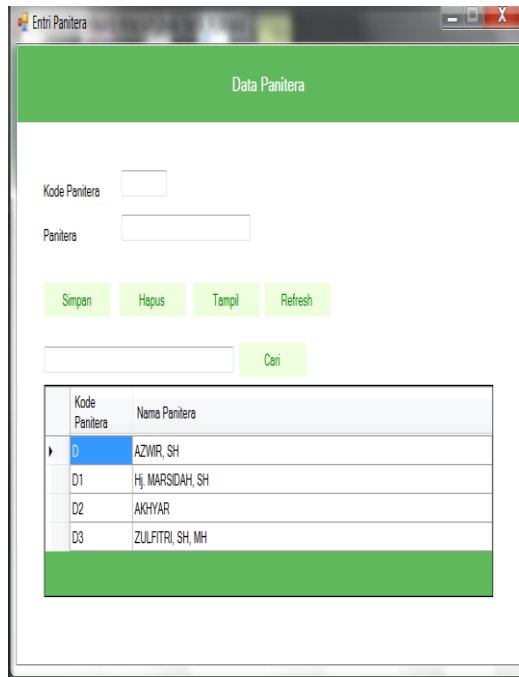 Entri Panitera
X
Data Panitera
Kode Panitera
Panitera
Simpan Hapus Tampil Refresh
Cari
Kode Panitera Nama Panitera
D AZWIR, SH
D1 Hj. MARSIDAH, SH
D2 AKHYAR
D3 ZULFITRI, SH, MH